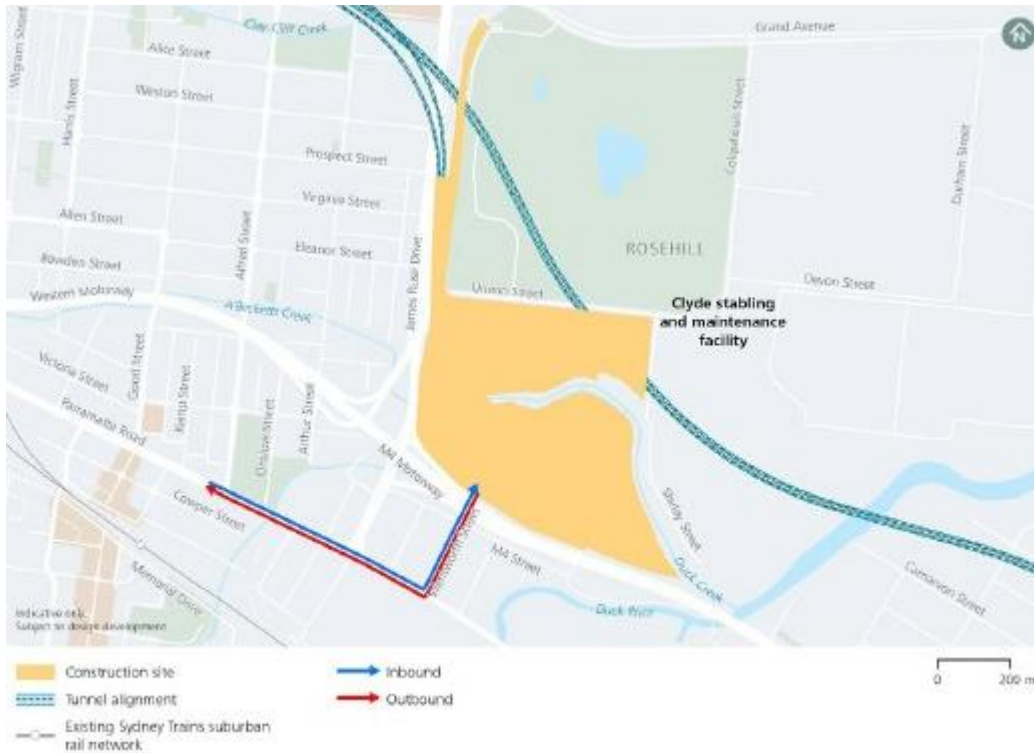 Clay Cliff Creek
Grand Avenue
Wigram Street
Alice Street
Harris Street
Weston Street
Colquhoun Street
Durham Street
Prospect Street
Virginia Street
Allen Street
Alfred Street
Eleanor Street
James Ruse Drive
ROSEHILL
Bowden Street
Western Motorway
A'Becketts Creek
Unwin Street
Devon Street
Clyde stabling
and maintenance
facility
Victoria Street
Good Street
Kemp Street
Parramatta Road
Onslow Street
Arthur Street
M4 Motorway
Cowper Street
Shirley Street
M4 Street
Memorial Drive
Duck Creek
Duck River
Carnarvon Street
Indicative only.
Subject to design development
Construction site
Tunnel alignment
Existing Sydney Trains suburban
rail network
Inbound
Outbound
0 200 m